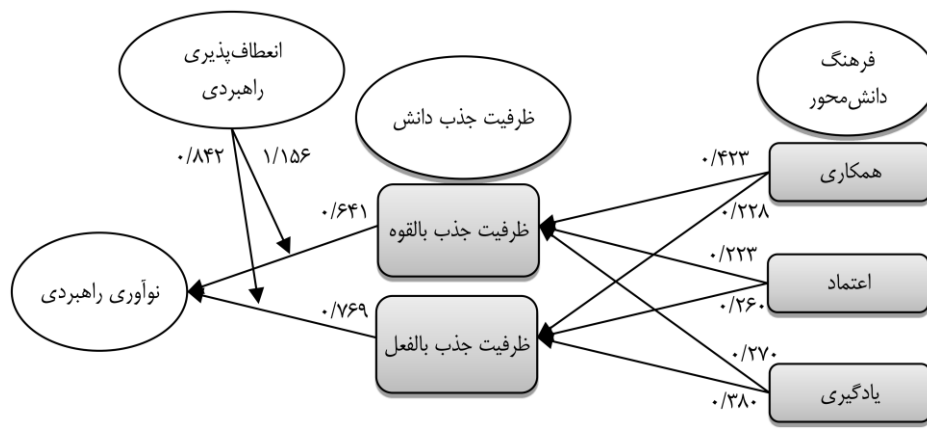 فرهنگ
دانش‌محور
همکاری
اعتماد
یادگیری
۰/۴۲۳
۰/۲۲۸
۰/۲۲۳
۰/۲۶۰
۰/۲۷۰
۰/۳۸۰
ظرفیت جذب دانش
ظرفیت جذب بالقوه
ظرفیت جذب بالفعل
۰/۶۴۱
۰/۷۶۹
انعطاف‌پذیری
راهبردی
۱/۱۵۶
۰/۸۴۲
نوآوری راهبردی